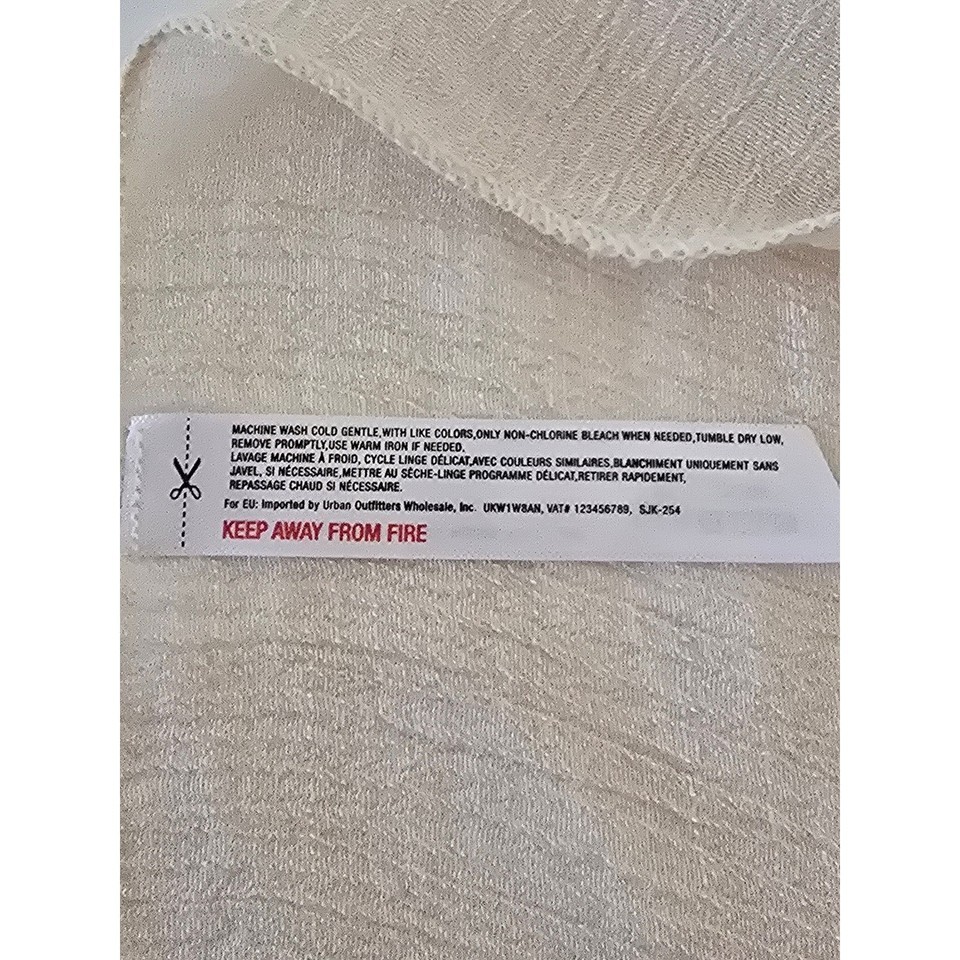 MACHINE WASH COLD GENTLE,WITH LIKE COLORS,ONLY NON-CHLORINE BLEACH WHEN NEEDED,TUMBLE DRY LOW,
REMOVE PROMPTLY,USE WARM IRON IF NEEDED.
LAVAGE MACHINE À FROID, CYCLE LINGE DÉLICAT,AVEC COULEURS SIMILAIRES,BLANCHIMENT UNIQUEMENT SANS
JAVEL, SI NÉCESSAIRE,METTRE AU SÈCHE-LINGE PROGRAMME DÉLICAT,RETIRER RAPIDEMENT,
REPASSAGE CHAUD SI NÉCESSAIRE.
For EU: Imported by Urban Outfitters Wholesale, Inc. UKW1W8AN, VAT# 123456789, SJK-254
KEEP AWAY FROM FIRE